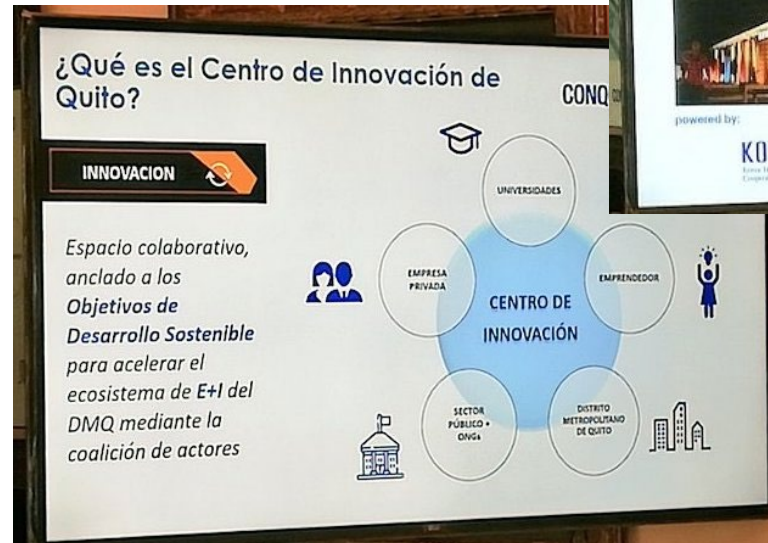 ¿Qué es el Centro de Innovación de
Quito?
CONQ
INNOVACION
Espacio colaborativo,
anclado a los
Objetivos de
Desarrollo Sostenible
para acelerar el
ecosistema de E+I del
DMQ mediante la
coalición de actores
UNIVERSIDADES
EMPRESA
PRIVADA
EMPRENDEDOR
CENTRO DE
INNOVACIÓN
SECTOR
PÚBLICO +
ONGs
DISTRITO
METROPOLITANO
DE QUITO
powered by:
KO